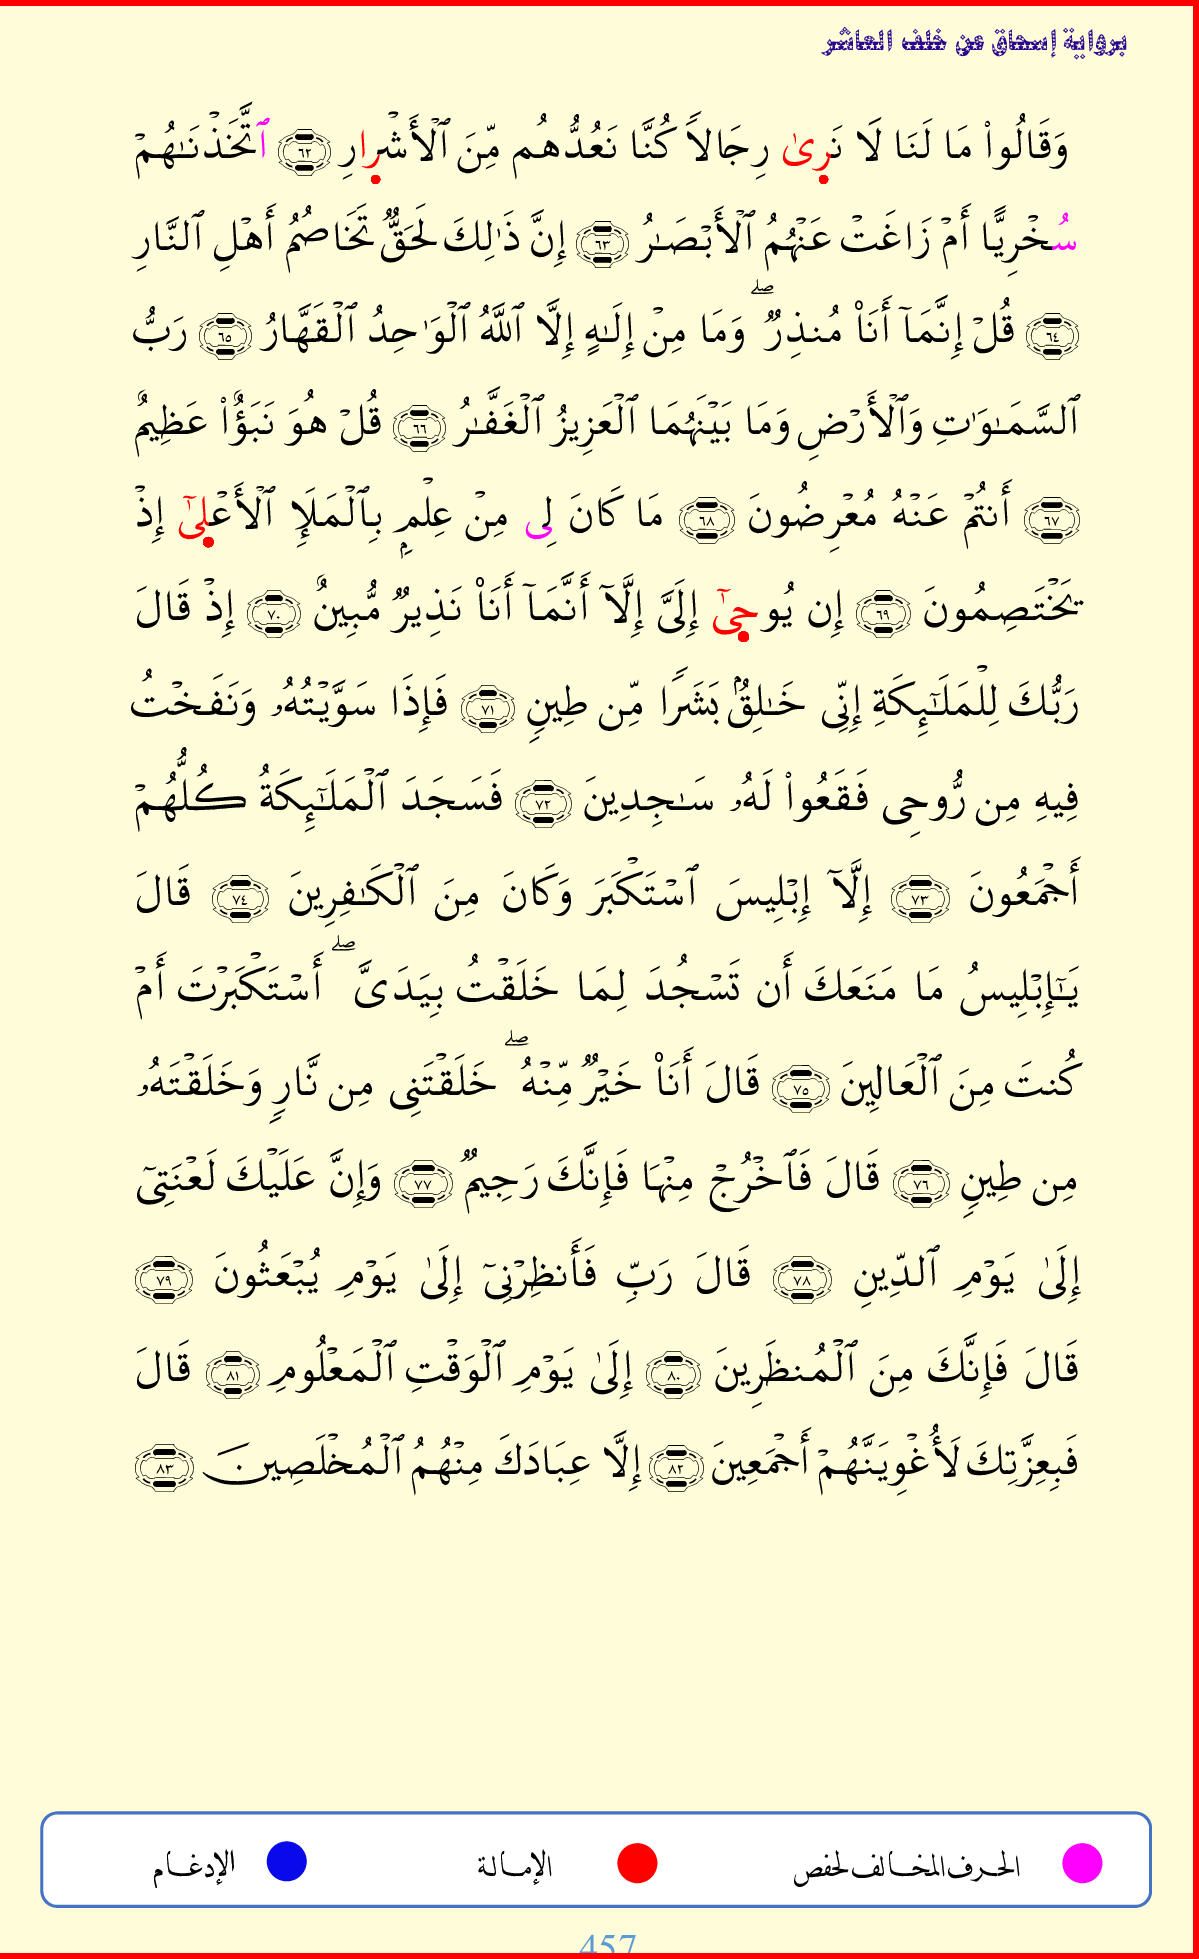 برواية إسحاق عن خلف العاشر
وَقَالُوا۟ مَا لَنَا لَا نَرِىٰ رِجَالًا كُنَّا نَعُدُّهُم مِّنَ ٱلْأَشْرِارِ ٦٢ ٱتَّخَذْنَـٰهُمْ
سُخْرِيًّا أَمْ زَاغَتْ عَنْهُمُ ٱلْأَبْصَـٰرُ ٦٣ إِنَّ ذَٰلِكَ لَحَقٌّ تَخَاصُمُ أَهْلِ ٱلنَّارِ
٦٤ قُلْ إِنَّمَآ أَنَا۠ مُنذِرٌ ۖ وَمَا مِنْ إِلَـٰهٍ إِلَّا ٱللَّهُ ٱلْوَٰحِدُ ٱلْقَهَّارُ ٦٥ رَبُّ
ٱلسَّمَـٰوَٰتِ وَٱلْأَرْضِ وَمَا بَيْنَهُمَا ٱلْعَزِيزُ ٱلْغَفَّـٰرُ ٦٦ قُلْ هُوَ نَبَؤٌا۟ عَظِيمٌ
٦٧ أَنتُمْ عَنْهُ مُعْرِضُونَ ٦٨ مَا كَانَ لِى مِنْ عِلْمٍۭ بِٱلْمَلَإِ ٱلْأَعْلِىٰٓ إِذْ
يَخْتَصِمُونَ ٦٩ إِن يُوحِىٰٓ إِلَىَّ إِلَّآ أَنَّمَآ أَنَا۠ نَذِيرٌ مُّبِينٌ ٧٠ إِذْ قَالَ
رَبُّكَ لِلْمَلَـٰٓئِكَةِ إِنِّى خَـٰلِقٌۢ بَشَرًا مِّن طِينٍ ٧١ فَإِذَا سَوَّيْتُهُۥ وَنَفَخْتُ
فِيهِ مِن رُّوحِى فَقَعُوا۟ لَهُۥ سَـٰجِدِينَ ٧٢ فَسَجَدَ ٱلْمَلَـٰٓئِكَةُ كُلُّهُمْ
أَجْمَعُونَ ٧٣ إِلَّآ إِبْلِيسَ ٱسْتَكْبَرَ وَكَانَ مِنَ ٱلْكَـٰفِرِينَ ٧٤ قَالَ
يَـٰٓإِبْلِيسُ مَا مَنَعَكَ أَن تَسْجُدَ لِمَا خَلَقْتُ بِيَدَىَّ ۖ أَسْتَكْبَرْتَ أَمْ
كُنتَ مِنَ ٱلْعَالِينَ ٧٥ قَالَ أَنَا۠ خَيْرٌ مِّنْهُ ۖ خَلَقْتَنِى مِن نَّارٍ وَخَلَقْتَهُۥ
مِن طِينٍ ٧٦ قَالَ فَٱخْرُجْ مِنْهَا فَإِنَّكَ رَجِيمٌ ٧٧ وَإِنَّ عَلَيْكَ لَعْنَتِىٓ
إِلَىٰ يَوْمِ ٱلدِّينِ ٧٨ قَالَ رَبِّ فَأَنظِرْنِىٓ إِلَىٰ يَوْمِ يُبْعَثُونَ ٧٩
قَالَ فَإِنَّكَ مِنَ ٱلْمُنظَرِينَ ٨٠ إِلَىٰ يَوْمِ ٱلْوَقْتِ ٱلْمَعْلُومِ ٨١ قَالَ
فَبِعِزَّتِكَ لَأُغْوِيَنَّهُمْ أَجْمَعِينَ ٨٢ إِلَّا عِبَادَكَ مِنْهُمُ ٱلْمُخْلَصِينَ ٨٣
الحرف المخالف لحفص الإمالة الإدغام
457